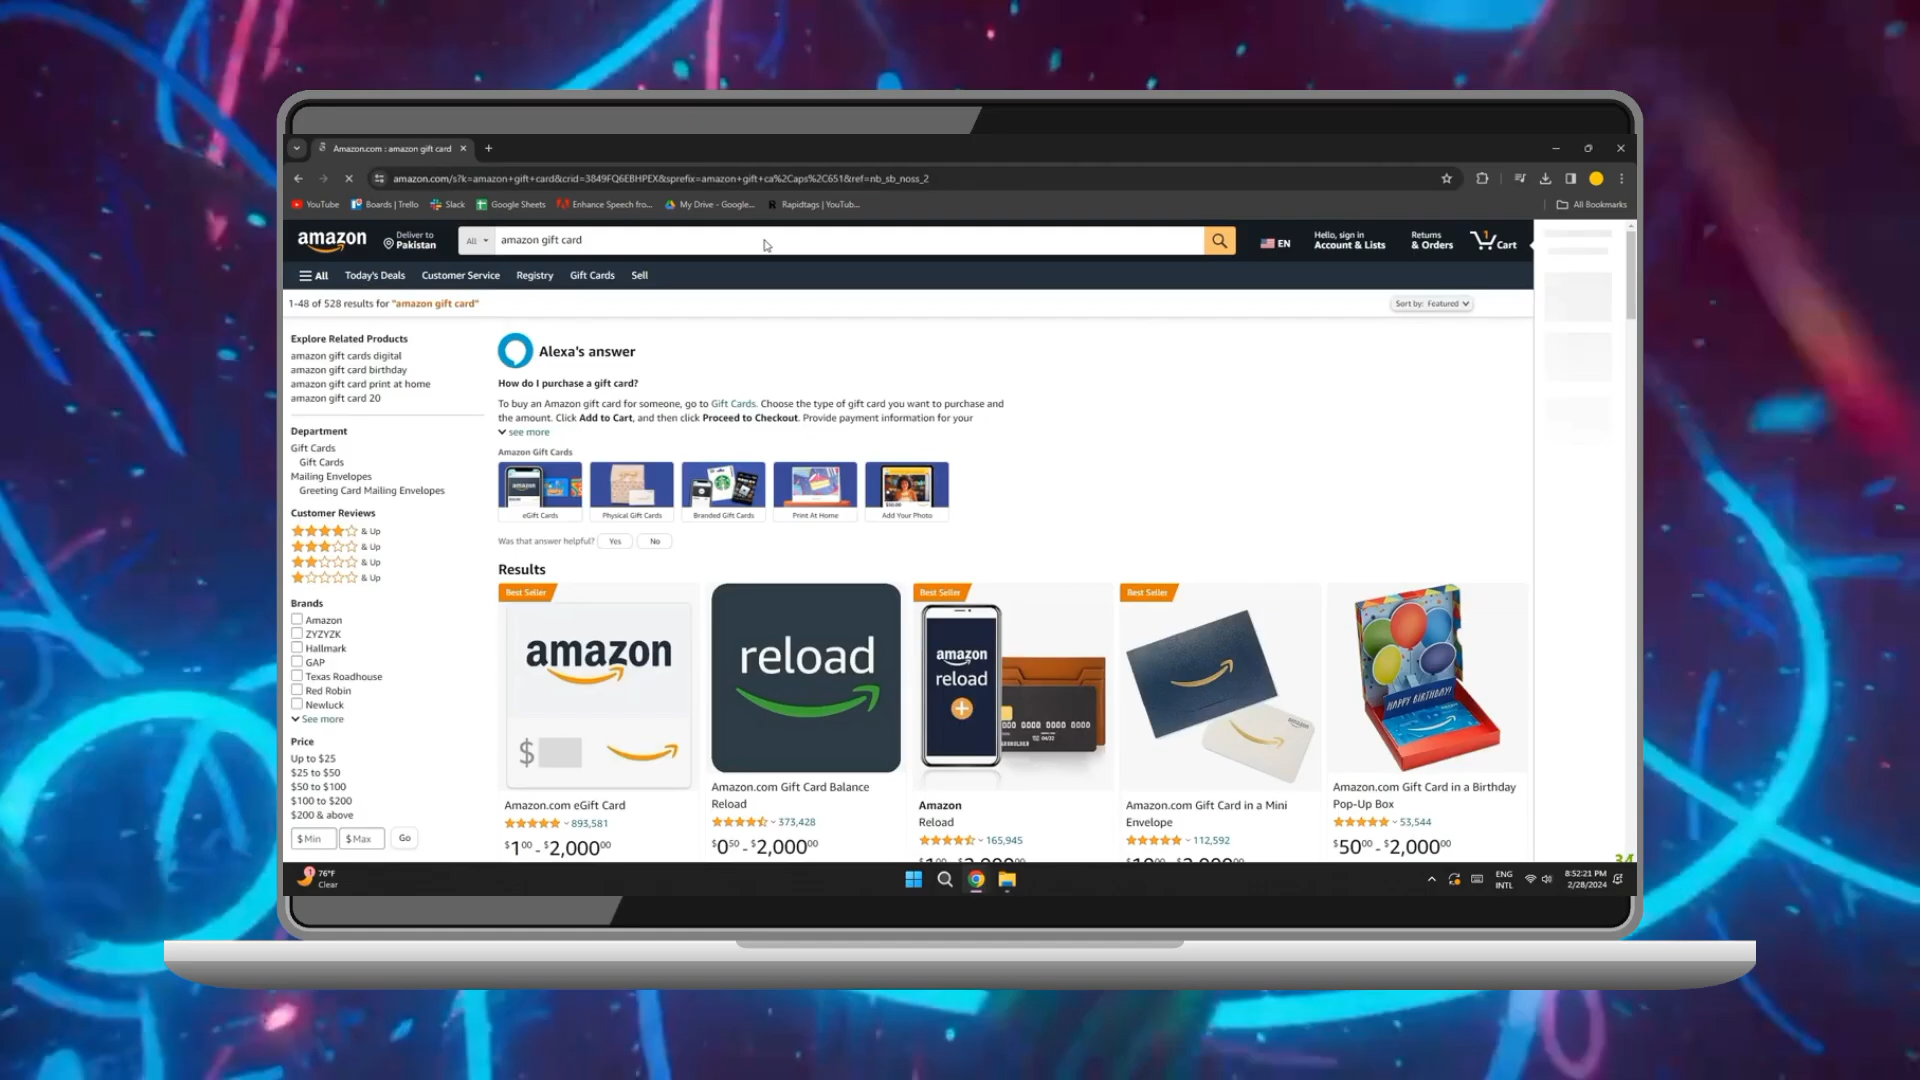 Amazon.com : amazon gift card
amazon.com/s?k=amazon+gift+card&crid=3849FQ6EBHPEX&sprefix=amazon+gift+ca%2Caps%2C651&ref=nb_sb_noss_2
YouTube Boards | Trello Slack Google Sheets Enhance Speech fro... My Drive - Google... Rapidtags | YouTub... All Bookmarks
amazon
Deliver to
Pakistan
All
amazon gift card
EN
Hello, sign in
Account & Lists
Returns
& Orders
1
Cart
All Today's Deals Customer Service Registry Gift Cards Sell
1-48 of 528 results for "amazon gift card"
Sort by: Featured
Explore Related Products
amazon gift cards digital
amazon gift card birthday
amazon gift card print at home
amazon gift card 20
Department
Gift Cards
Gift Cards
Mailing Envelopes
Greeting Card Mailing Envelopes
Customer Reviews
& Up
& Up
& Up
& Up
Brands
Amazon
ZYZYZK
Hallmark
GAP
Texas Roadhouse
Red Robin
Newluck
See more
Price
Up to $25
$25 to $50
$50 to $100
$100 to $200
$200 & above
$ Min $ Max Go
Alexa's answer
How do I purchase a gift card?
To buy an Amazon gift card for someone, go to Gift Cards. Choose the type of gift card you want to purchase and
the amount. Click Add to Cart, and then click Proceed to Checkout. Provide payment information for your
see more
Amazon Gift Cards
eGift Cards Physical Gift Cards Branded Gift Cards Print At Home Add Your Photo
Was that answer helpful? Yes No
Results
Best Seller
amazon
$
Amazon.com eGift Card
893,581
$100 - $2,00000
reload
Amazon.com Gift Card Balance
Reload
373,428
$050 - $2,00000
Best Seller
amazon
reload
0000 0000 0000
Amazon
Reload
165,945
Best Seller
Amazon.com Gift Card in a Mini
Envelope
112,592
HAPPY BIRTHDAY!
Amazon.com Gift Card in a Birthday
Pop-Up Box
53,544
$5000 - $2,00000
34
1
76°F
Clear
ENG
INTL
8:52:21 PM
2/28/2024